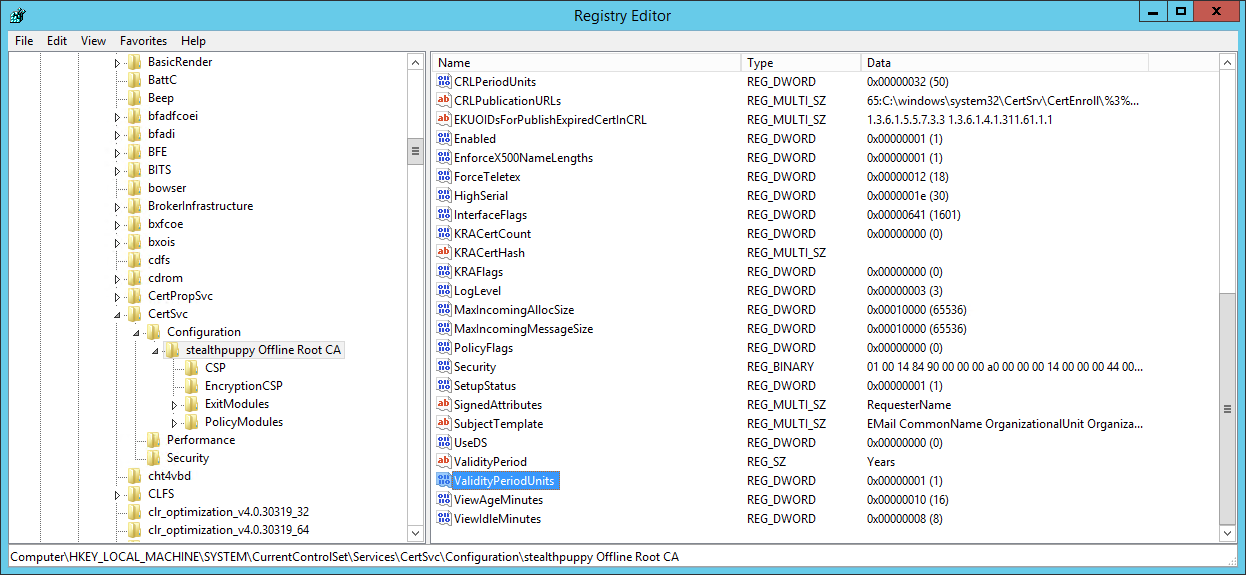 Registry Editor
File Edit View Favorites Help
BasicRender
BattC
Beep
bfadfcoei
bfadi
BFE
BITS
bowser
BrokerInfrastructure
bxfcoe
bxois
cdfs
cdrom
CertPropSvc
CertSvc
Configuration
stealthpuppy Offline Root CA
CSP
EncryptionCSP
ExitModules
PolicyModules
Performance
Security
cht4vbd
CLFS
clr_optimization_v4.0.30319_32
clr_optimization_v4.0.30319_64
Name Type Data
CRLPeriodUnits REG_DWORD 0x00000032 (50)
CRLPublicationURLs REG_MULTI_SZ 65:C:\windows\system32\CertSrv\CertEnroll\%3%...
EKUOIDsForPublishExpiredCertInCRL REG_MULTI_SZ 1.3.6.1.5.5.7.3.3 1.3.6.1.4.1.311.61.1.1
Enabled REG_DWORD 0x00000001 (1)
EnforceX500NameLengths REG_DWORD 0x00000001 (1)
ForceTeletex REG_DWORD 0x00000012 (18)
HighSerial REG_DWORD 0x0000001e (30)
InterfaceFlags REG_DWORD 0x00000641 (1601)
KRACertCount REG_DWORD 0x00000000 (0)
KRACertHash REG_MULTI_SZ
KRAFlags REG_DWORD 0x00000000 (0)
LogLevel REG_DWORD 0x00000003 (3)
MaxIncomingAllocSize REG_DWORD 0x00010000 (65536)
MaxIncomingMessageSize REG_DWORD 0x00010000 (65536)
PolicyFlags REG_DWORD 0x00000000 (0)
Security REG_BINARY 01 00 14 84 90 00 00 00 a0 00 00 00 14 00 00 00 44 00...
SetupStatus REG_DWORD 0x00000001 (1)
SignedAttributes REG_MULTI_SZ RequesterName
SubjectTemplate REG_MULTI_SZ EMail CommonName OrganizationalUnit Organiza...
UseDS REG_DWORD 0x00000000 (0)
ValidityPeriod REG_SZ Years
ValidityPeriodUnits REG_DWORD 0x00000001 (1)
ViewAgeMinutes REG_DWORD 0x00000010 (16)
ViewIdleMinutes REG_DWORD 0x00000008 (8)
Computer\HKEY_LOCAL_MACHINE\SYSTEM\CurrentControlSet\Services\CertSvc\Configuration\stealthpuppy Offline Root CA